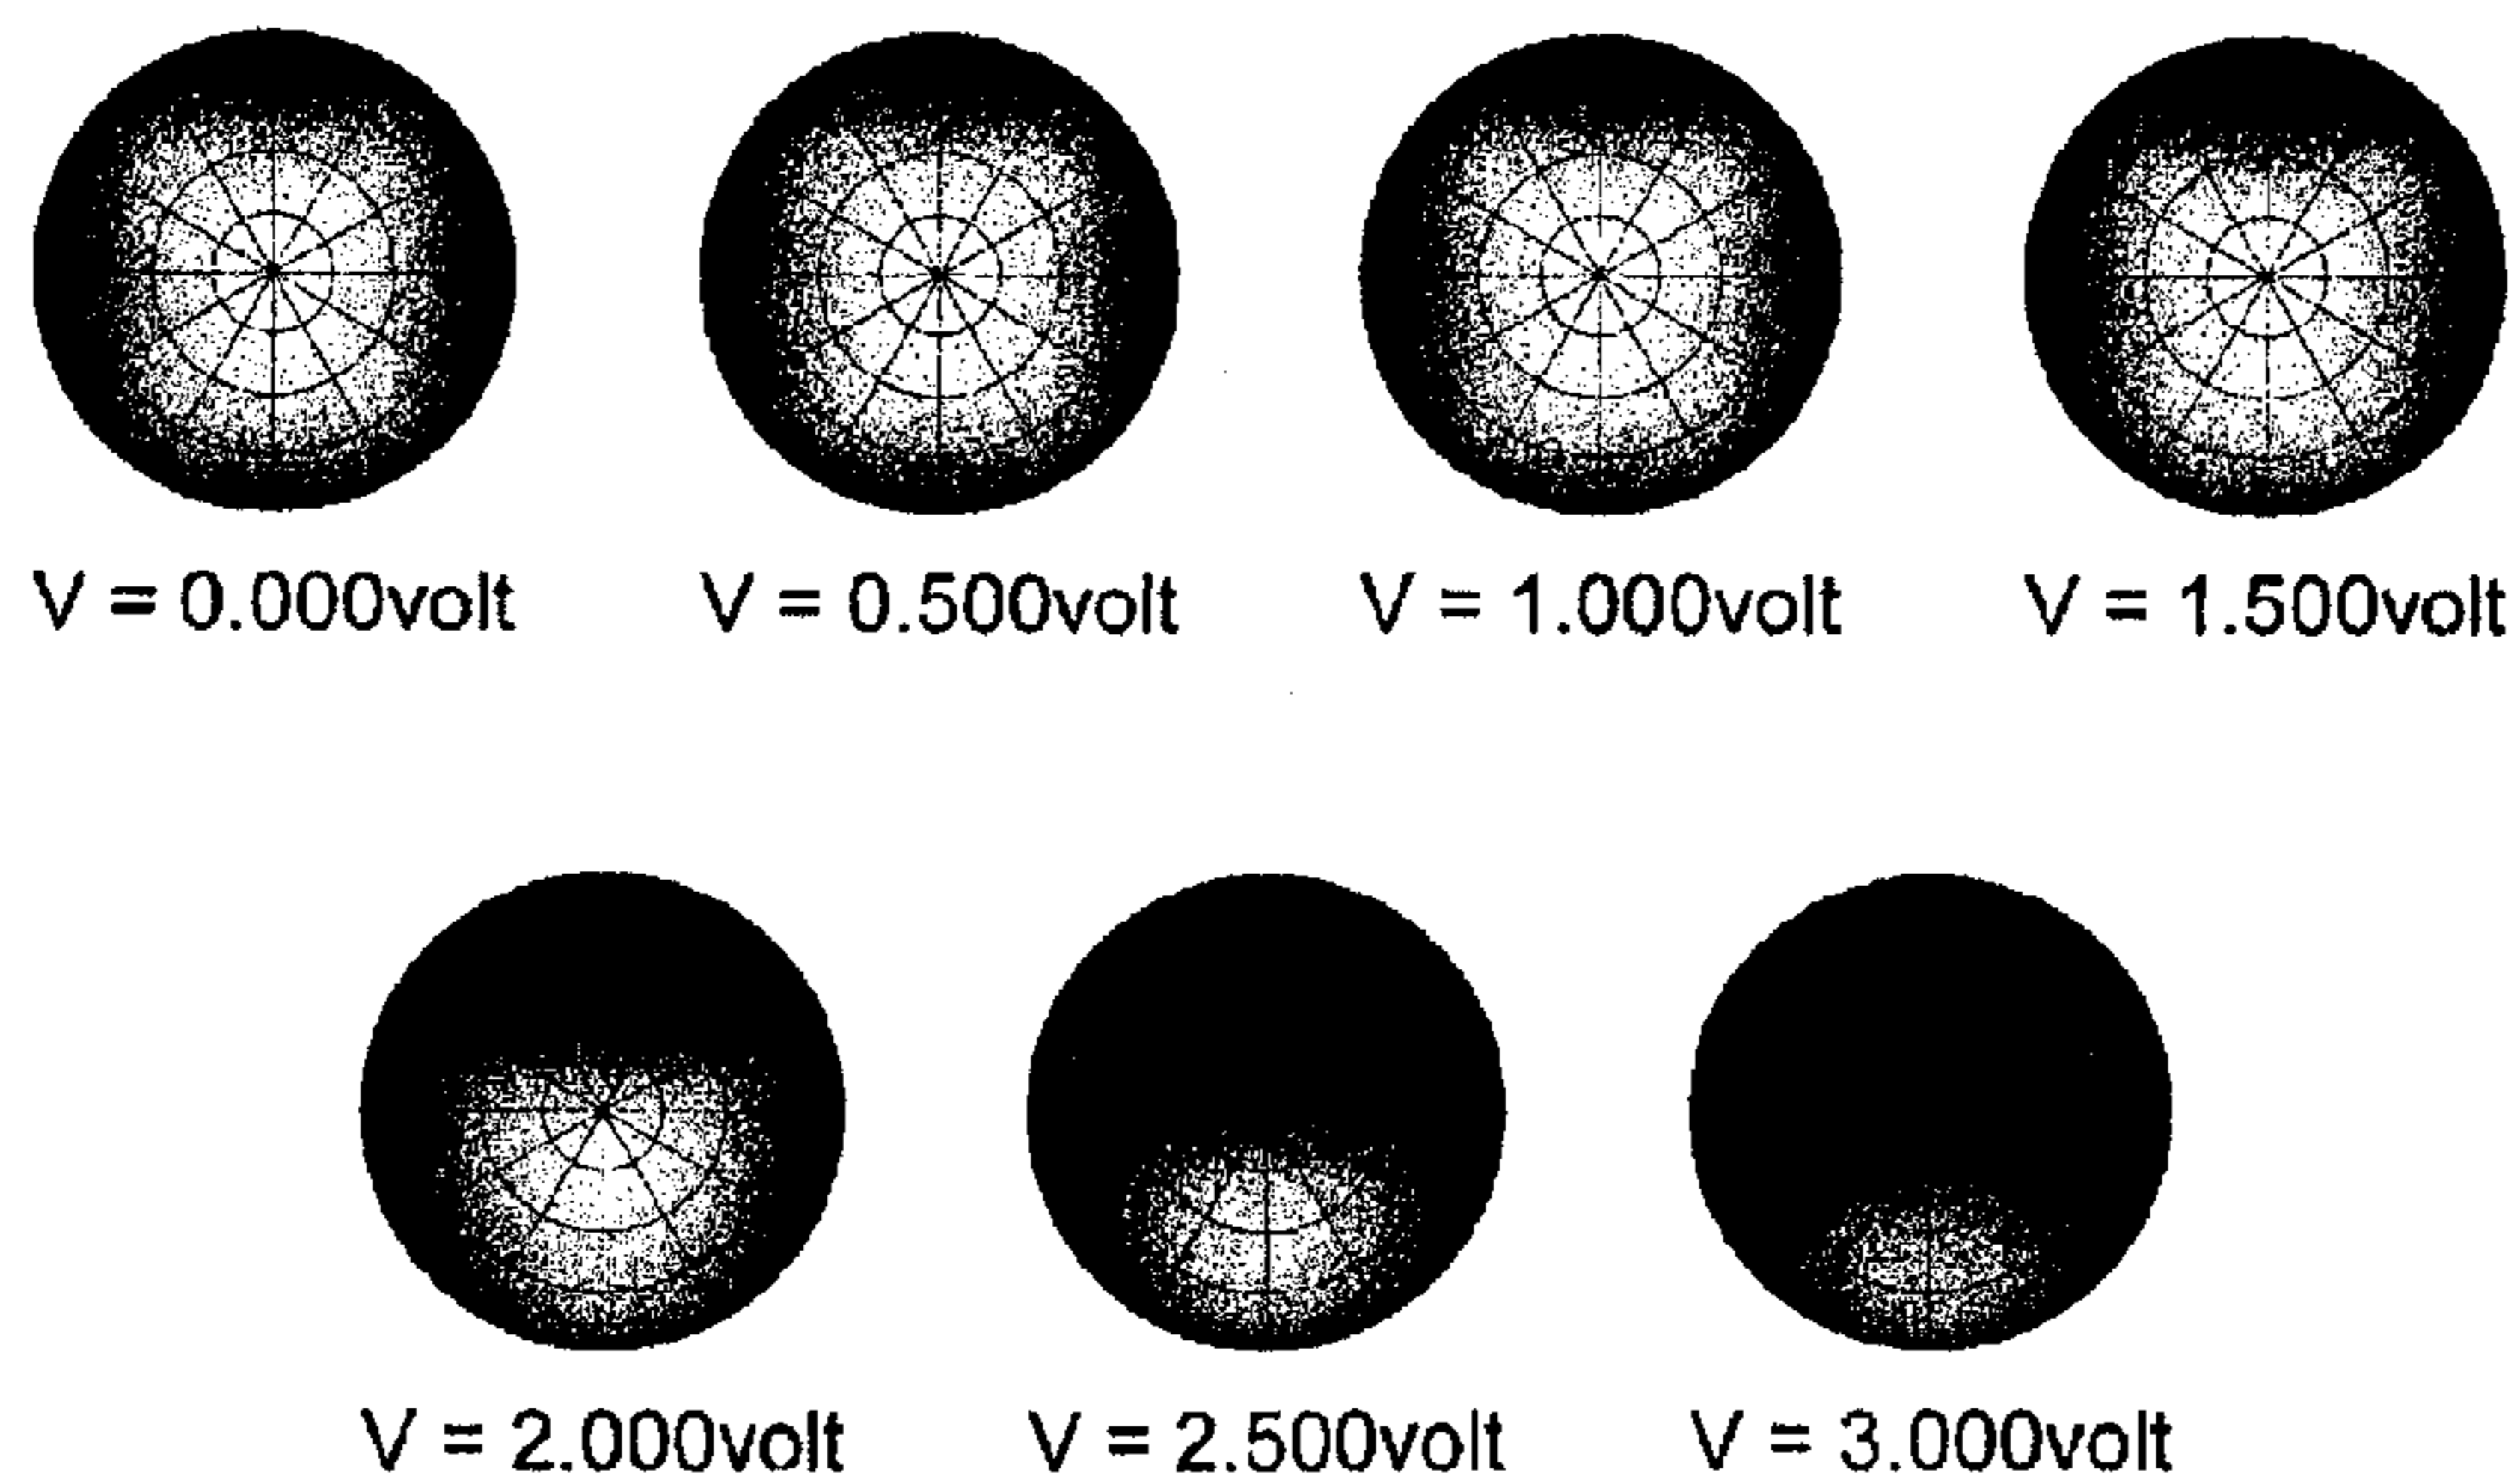 V = 0.000volt
V = 0.500volt
V = 1.000volt
V = 1.500volt
V = 2.000volt
V = 2.500volt
V = 3.000volt